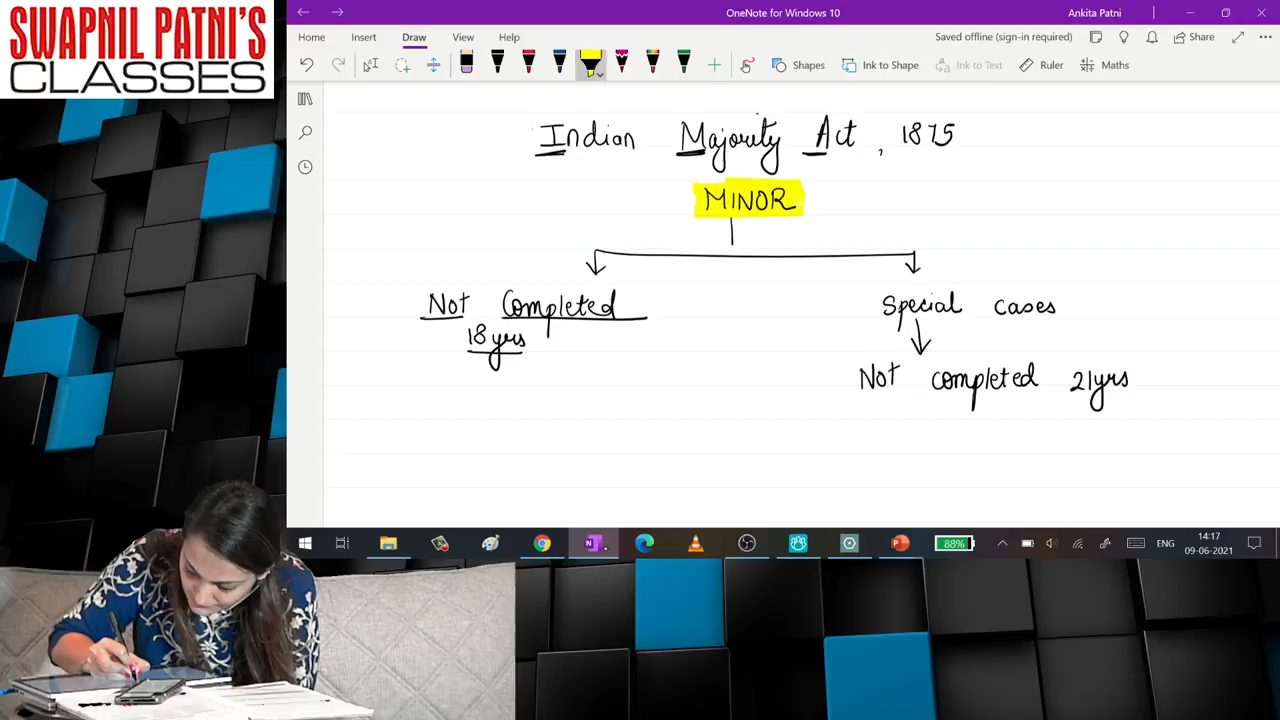 SWAPNIL PATNI'S
CLASSES
OneNote for Windows 10
Ankita Patni
Home Insert Draw View Help
Saved offline (sign-in required)
Share
Shapes Ink to Shape Ink to Text Ruler Maths
Indian Majority Act, 1875
MINOR
Not Completed
18 yrs
Special cases
Not completed 21yrs
88%
ENG
14:17
09-06-2021